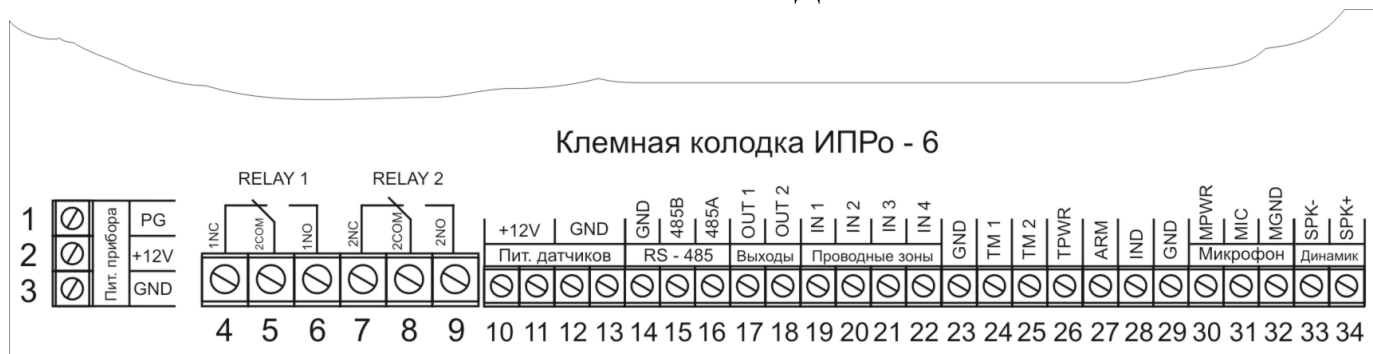 Клемная колодка ИПРо - 6
RELAY 1 RELAY 2
1NC 2COM 1NO 2NC 2COM 2NO
1 PG
2 +12V
3 GND
Пит. прибора
+12V GND GND 485B 485A OUT 1 OUT 2 IN 1 IN 2 IN 3 IN 4 GND TM 1 TM 2 TPWR ARM IND GND MPWR MIC MGND SPK- SPK+
Пит. датчиков RS - 485 Выходы Проводные зоны Микрофон Динамик
4 5 6 7 8 9 10 11 12 13 14 15 16 17 18 19 20 21 22 23 24 25 26 27 28 29 30 31 32 33 34